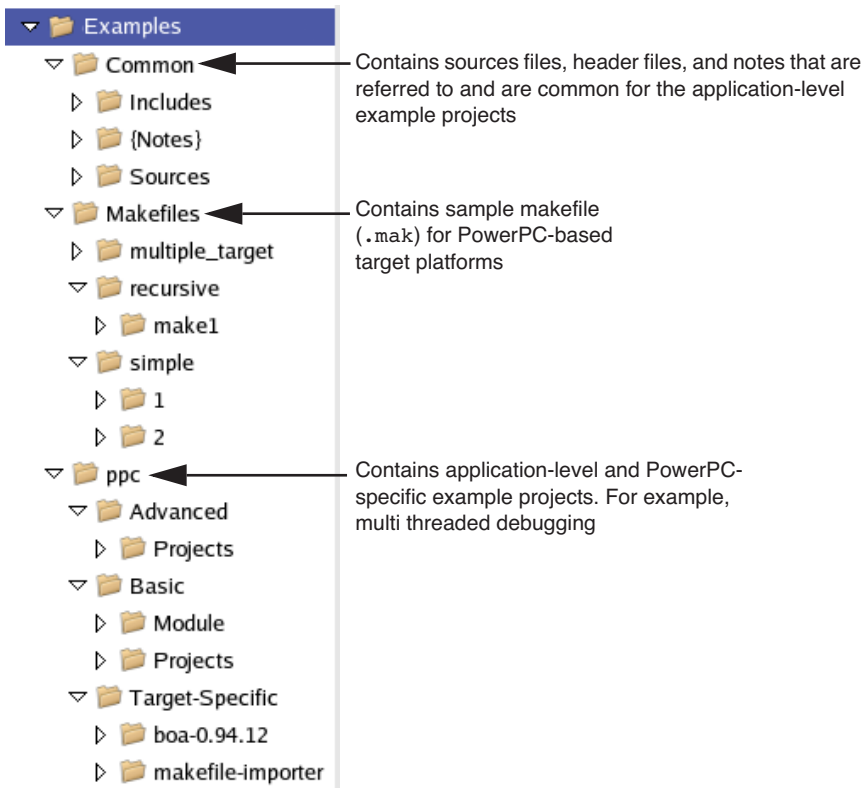 Examples
Common
Contains sources files, header files, and notes that are
referred to and are common for the application-level
example projects
Includes
{Notes}
Sources
Makefiles
Contains sample makefile
(.mak) for PowerPC-based
target platforms
multiple_target
recursive
make1
simple
1
2
ppc
Contains application-level and PowerPC-
specific example projects. For example,
multi threaded debugging
Advanced
Projects
Basic
Module
Projects
Target-Specific
boa-0.94.12
makefile-importer